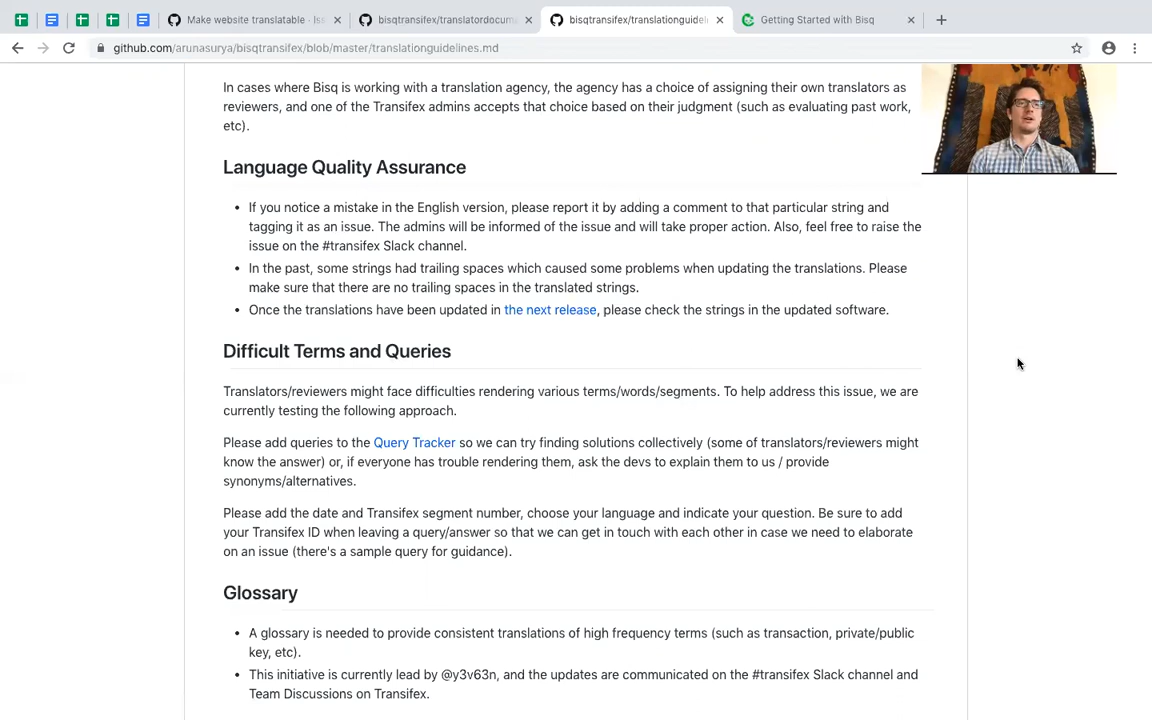 Make website translatable · Iss
bisqtransifex/translatordocum
bisqtransifex/translationguidel
Getting Started with Bisq
github.com/arunasurya/bisqtransifex/blob/master/translationguidelines.md
In cases where Bisq is working with a translation agency, the agency has a choice of assigning their own translators as
reviewers, and one of the Transifex admins accepts that choice based on their judgment (such as evaluating past work,
etc).
Language Quality Assurance
• If you notice a mistake in the English version, please report it by adding a comment to that particular string and
tagging it as an issue. The admins will be informed of the issue and will take proper action. Also, feel free to raise the
issue on the #transifex Slack channel.
• In the past, some strings had trailing spaces which caused some problems when updating the translations. Please
make sure that there are no trailing spaces in the translated strings.
• Once the translations have been updated in the next release, please check the strings in the updated software.
Difficult Terms and Queries
Translators/reviewers might face difficulties rendering various terms/words/segments. To help address this issue, we are
currently testing the following approach.
Please add queries to the Query Tracker so we can try finding solutions collectively (some of translators/reviewers might
know the answer) or, if everyone has trouble rendering them, ask the devs to explain them to us / provide
synonyms/alternatives.
Please add the date and Transifex segment number, choose your language and indicate your question. Be sure to add
your Transifex ID when leaving a query/answer so that we can get in touch with each other in case we need to elaborate
on an issue (there's a sample query for guidance).
Glossary
• A glossary is needed to provide consistent translations of high frequency terms (such as transaction, private/public
key, etc).
• This initiative is currently lead by @y3v63n, and the updates are communicated on the #transifex Slack channel and
Team Discussions on Transifex.